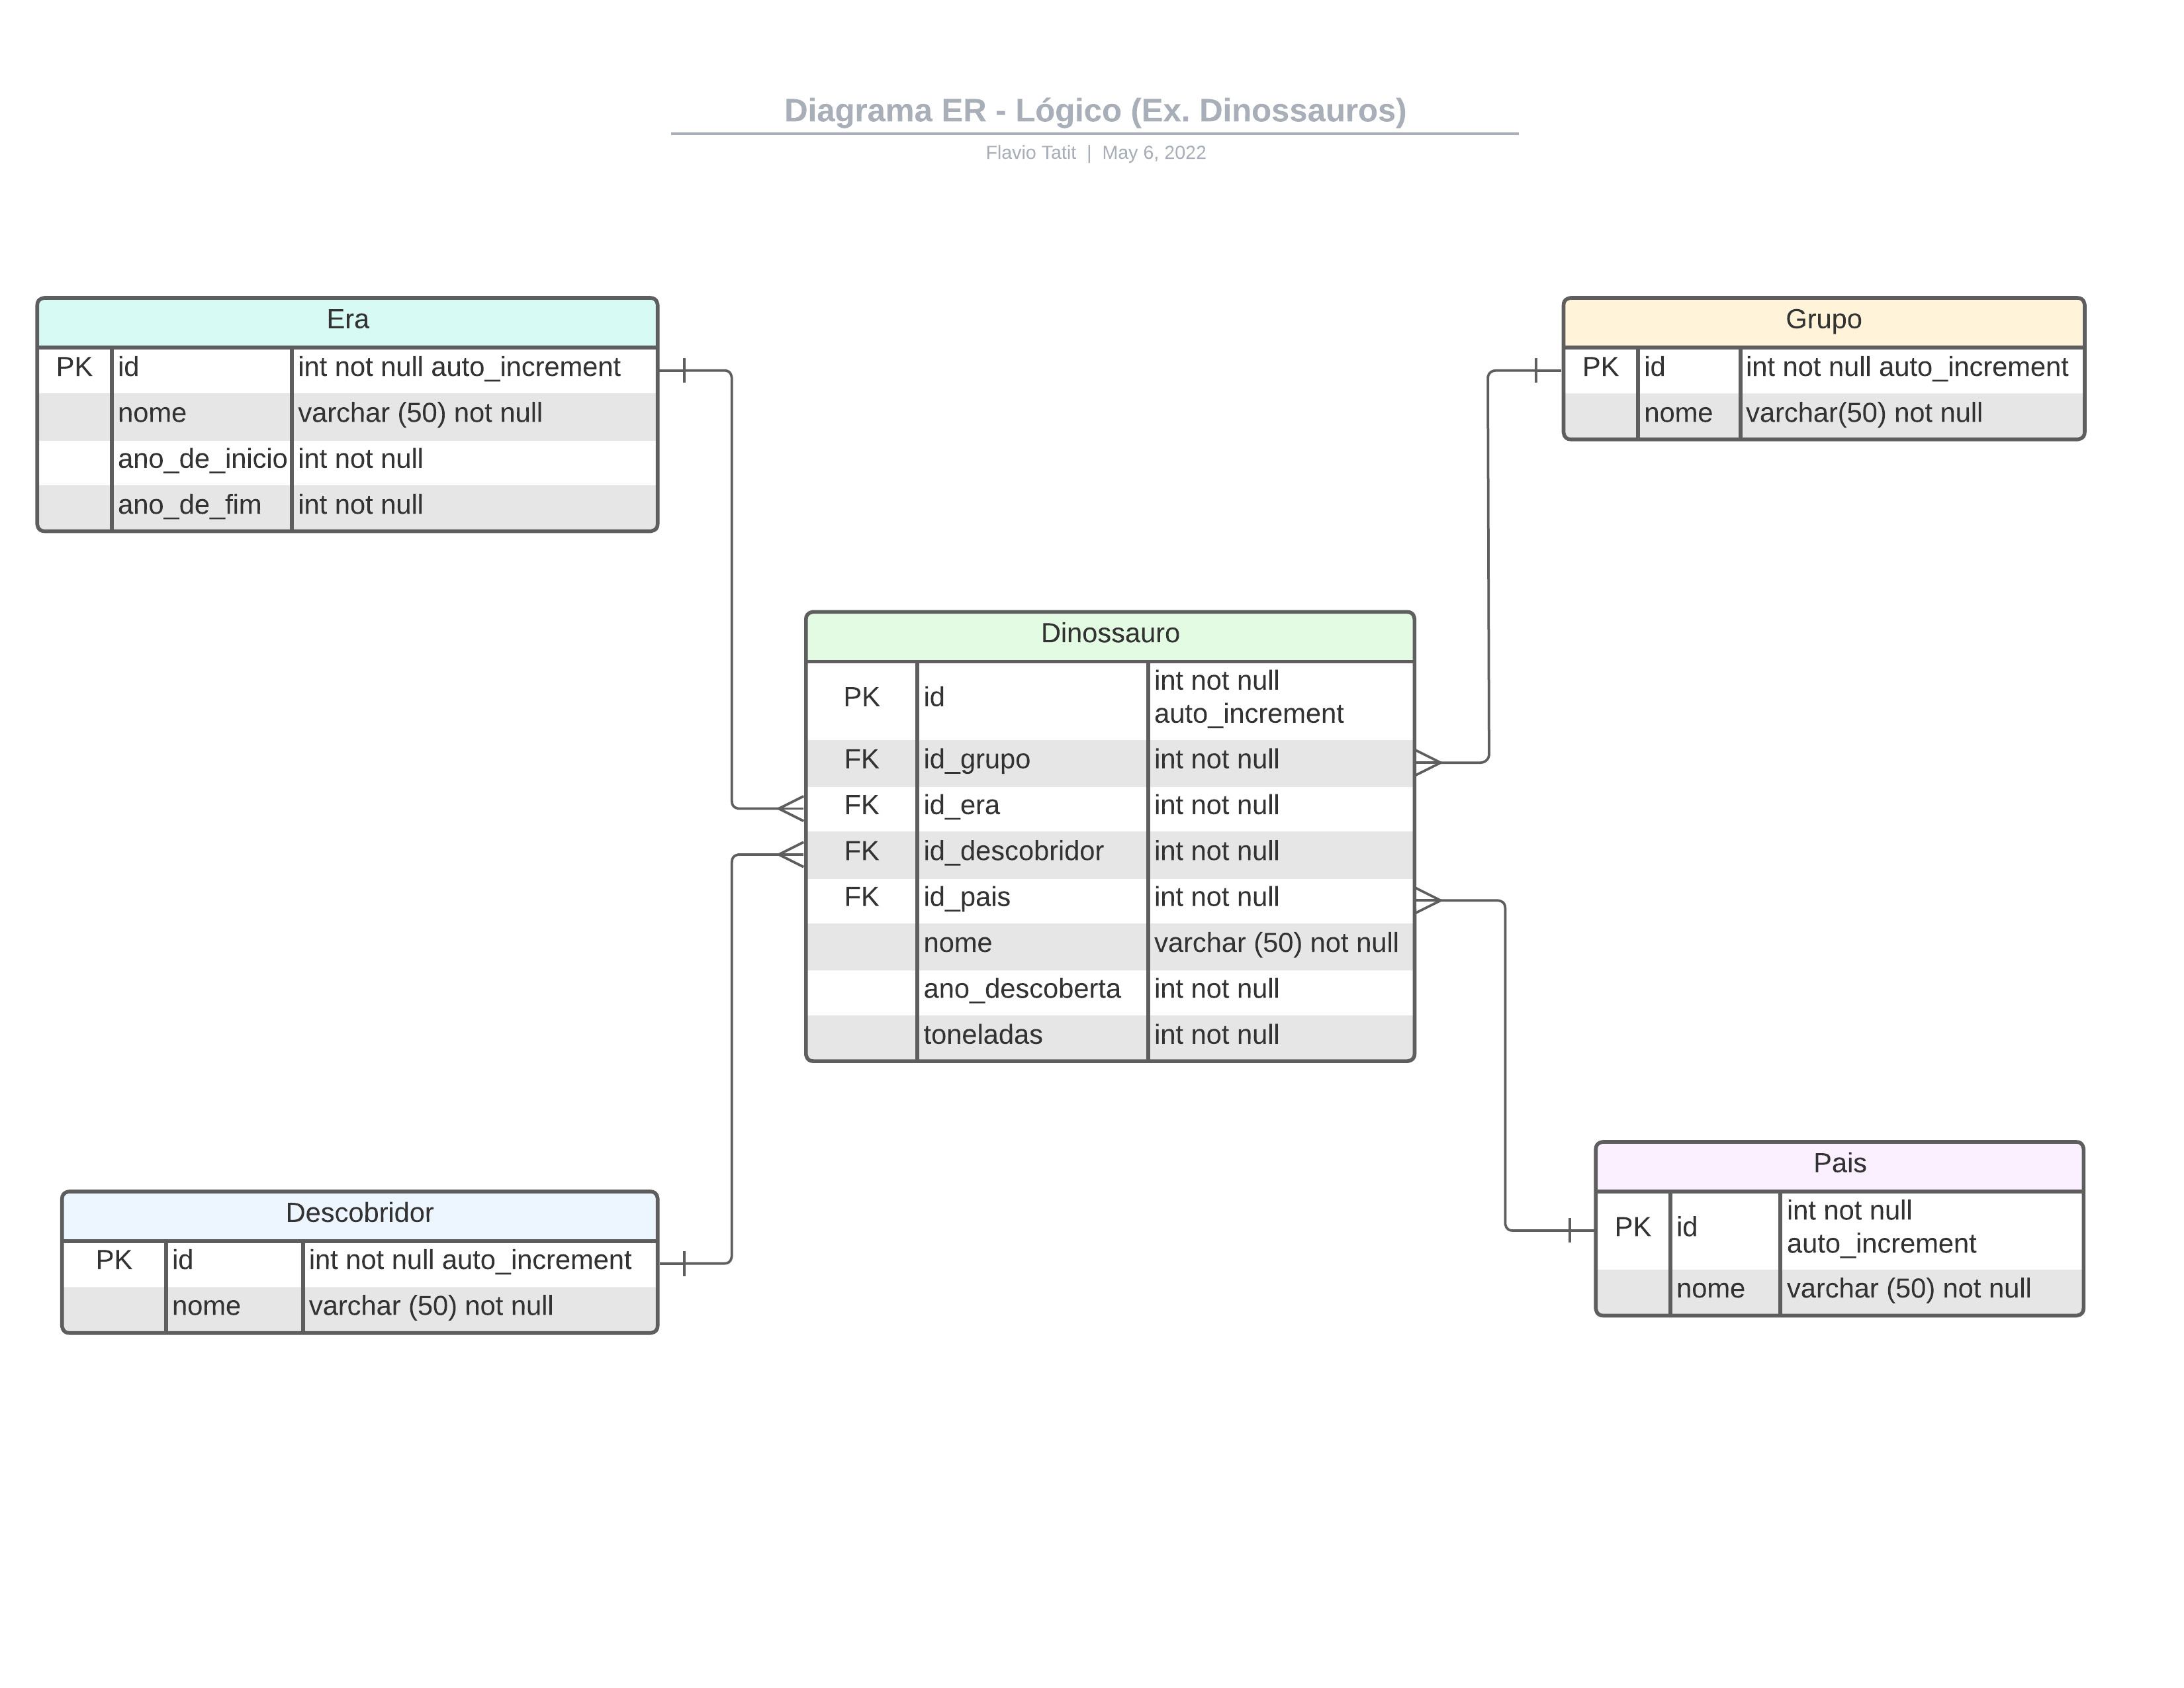 Diagrama ER - Lógico (Ex. Dinossauros)
Flavio Tatit | May 6, 2022
Era
PK id int not null auto_increment
nome varchar (50) not null
ano_de_inicio int not null
ano_de_fim int not null
Grupo
PK id int not null auto_increment
nome varchar(50) not null
Dinossauro
PK id int not null
auto_increment
FK id_grupo int not null
FK id_era int not null
FK id_descobridor int not null
FK id_pais int not null
nome varchar (50) not null
ano_descoberta int not null
toneladas int not null
Descobridor
PK id int not null auto_increment
nome varchar (50) not null
Pais
PK id int not null
auto_increment
nome varchar (50) not null